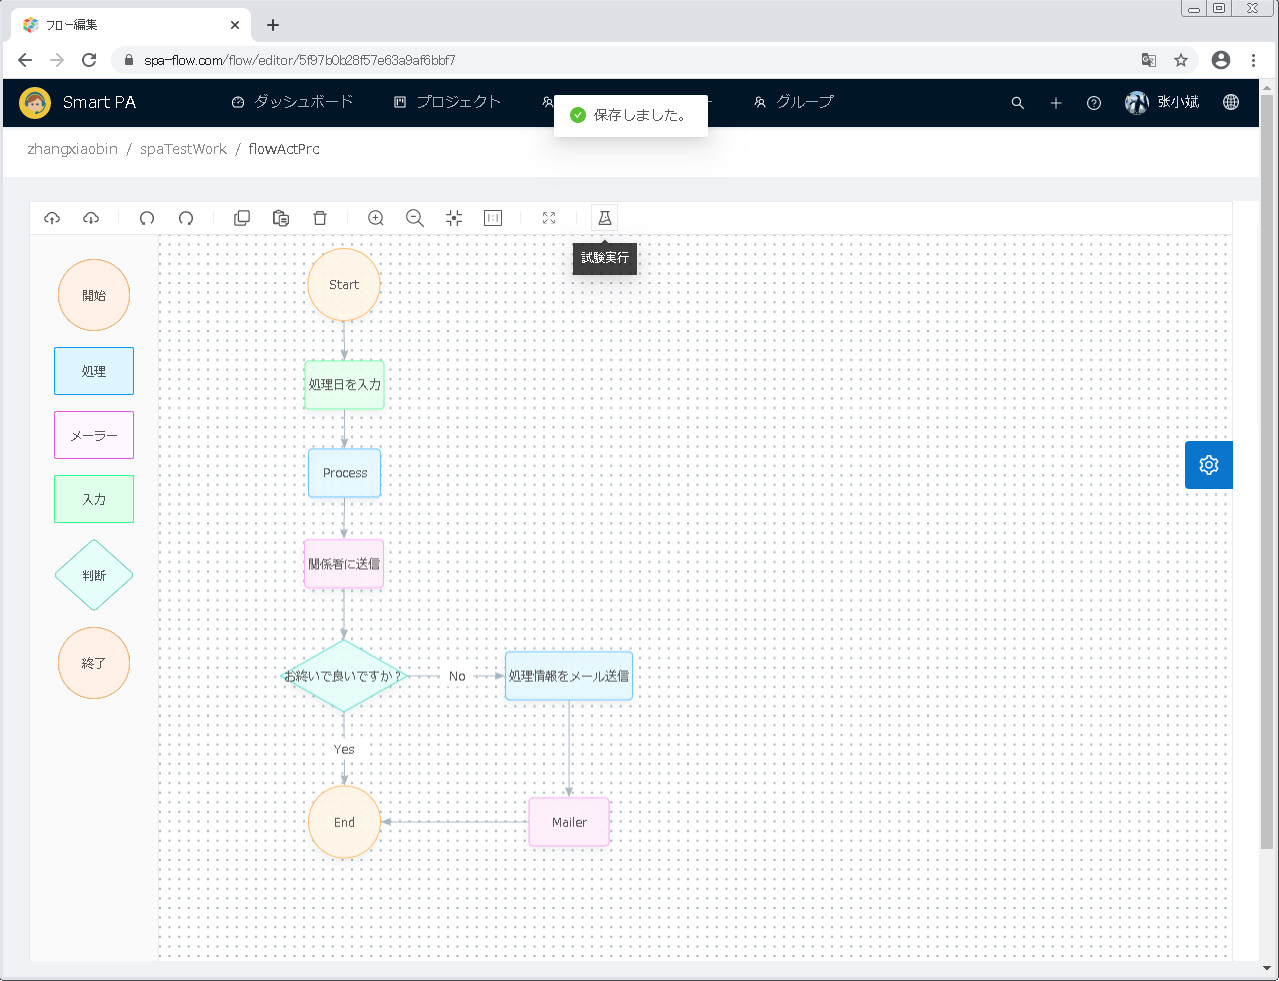 フロー編集
spa-flow.com/flow/editor/5f97b0b28f57e63a9af6bbf7
Smart PA
ダッシュボード
プロジェクト
グループ
张小斌
保存しました。
zhangxiaobin / spaTestWork / flowActPrc
試験実行
開始
処理
メーラー
入力
判断
終了
Start
処理日を入力
Process
関係者に送信
お終いで良いですか？
No
処理情報をメール送信
Yes
End
Mailer